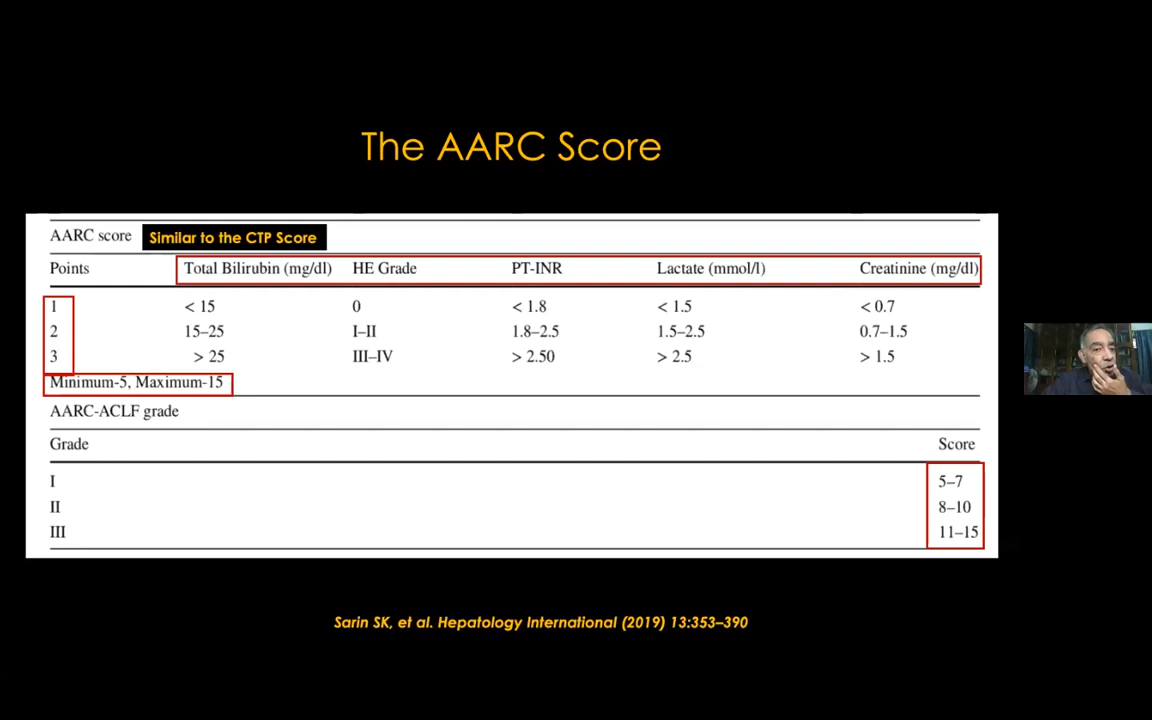 The AARC Score
AARC score Similar to the CTP Score
Points Total Bilirubin (mg/dl) HE Grade PT-INR Lactate (mmol/l) Creatinine (mg/dl)
1 < 15 0 < 1.8 < 1.5 < 0.7
2 15–25 I–II 1.8–2.5 1.5–2.5 0.7–1.5
3 > 25 III–IV > 2.50 > 2.5 > 1.5
Minimum-5, Maximum-15
AARC-ACLF grade
Grade Score
I 5–7
II 8–10
III 11–15
Sarin SK, et al. Hepatology International (2019) 13:353–390